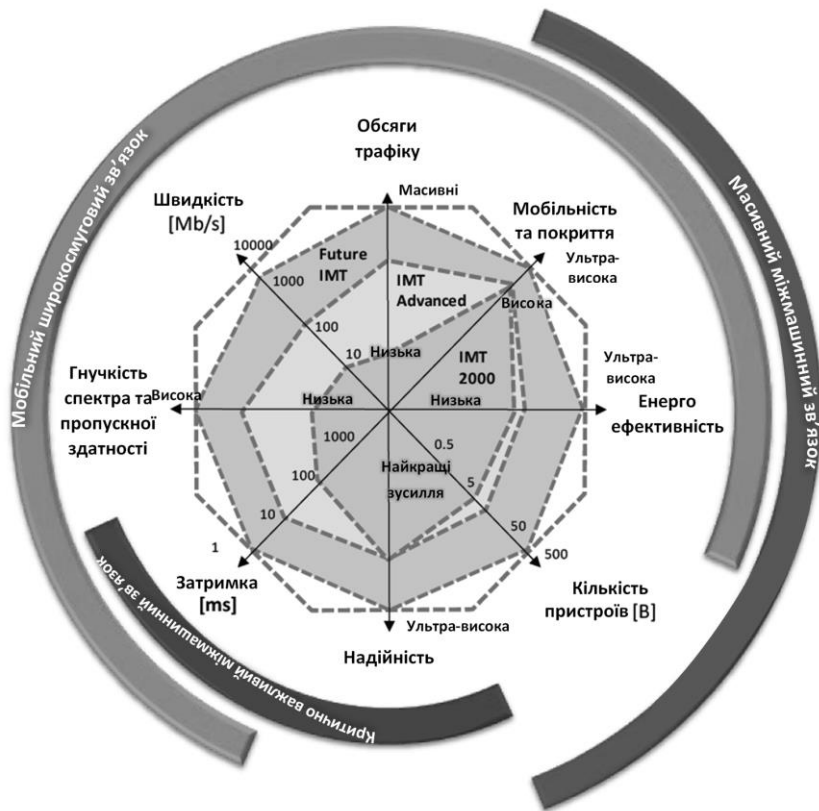 Обсяги
трафіку
Масивні
Швидкість
[Mb/s]
Мобільність
та покриття
Ультра-
висока
10000
1000
100
10
Future
IMT
IMT
Advanced
Висока
IMT
2000
Низька
Ультра-
висока
Гнучкість
спектра та
пропускної
здатності
Висока
Низька
Низька
Енерго
ефективність
1000
100
10
1
0.5
5
50
500
Найкращі
зусилля
Затримка
[ms]
Кількість
пристроїв [B]
Ультра-висока
Надійність
Мобільний широкосмуговий зв’язок
Масивний міжмашинний зв’язок
Критично важливий міжмашинний зв’язок